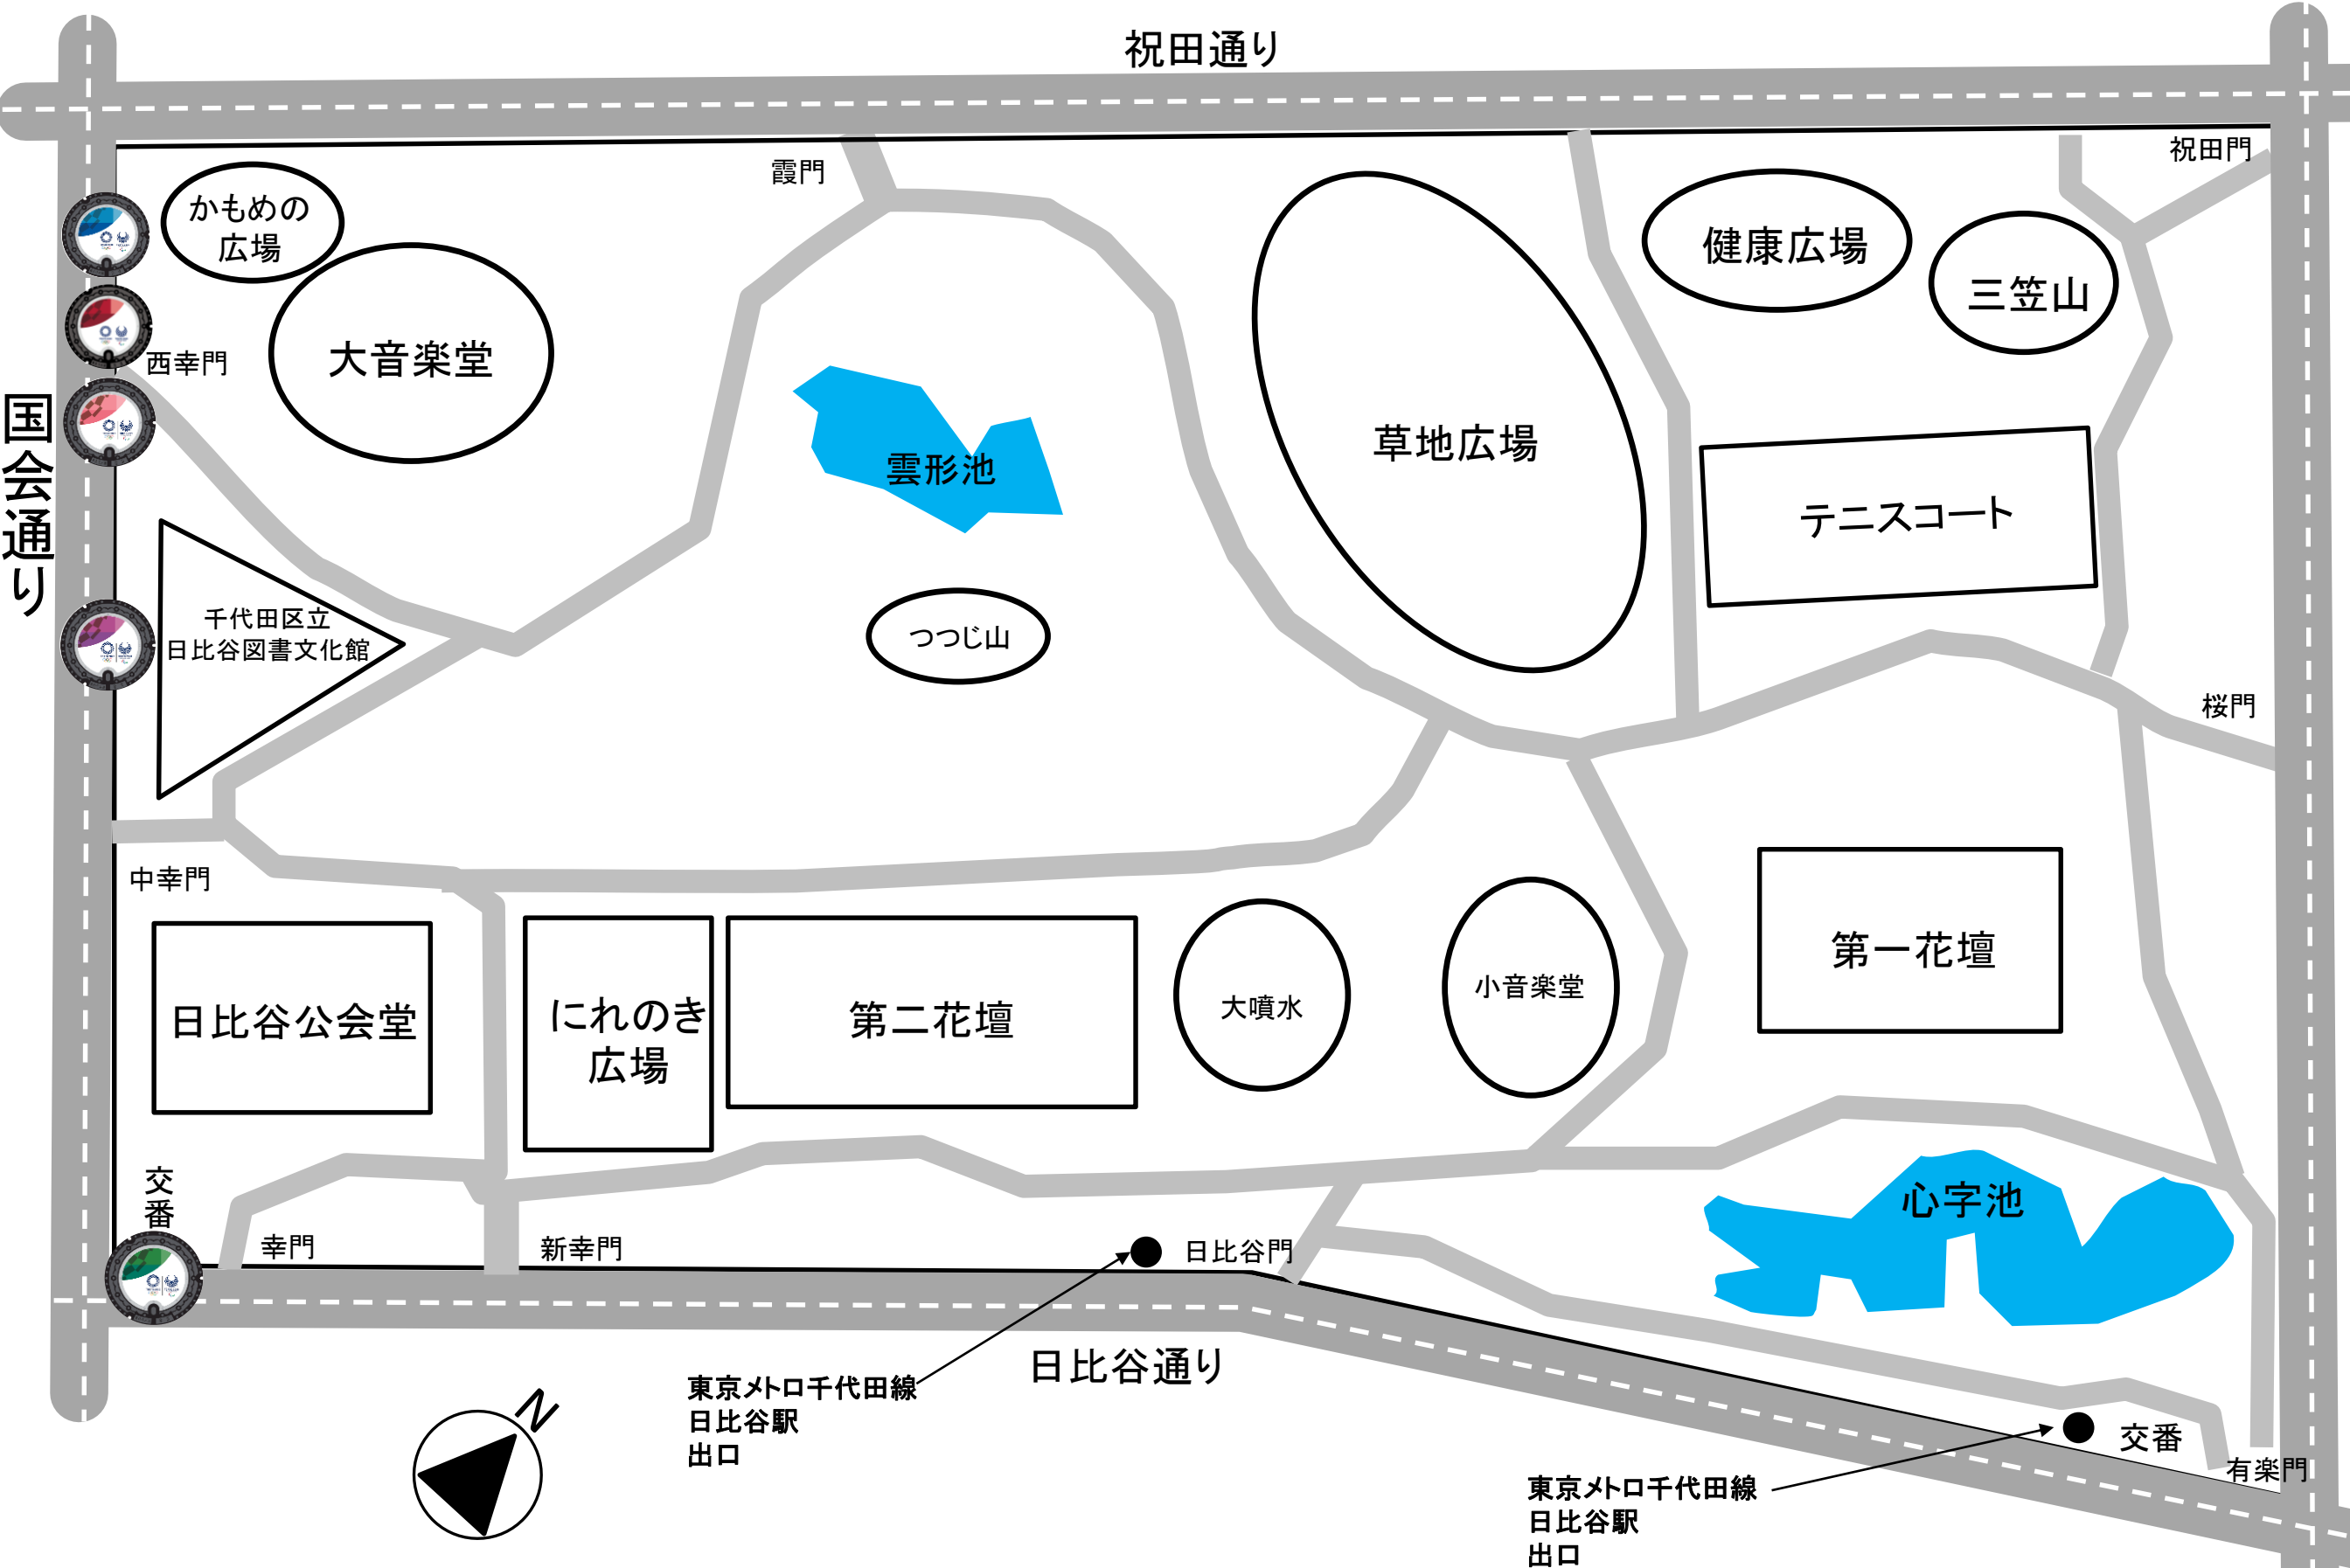 祝田通り
祝田門
霞門
かもめの
広場
健康広場
三笠山
大音楽堂
西幸門
国会通り
草地広場
雲形池
テニスコート
千代田区立
日比谷図書文化館
つつじ山
桜門
中幸門
第一花壇
小音楽堂
大噴水
日比谷公会堂
にれのき
広場
第二花壇
交番
心字池
幸門
新幸門
日比谷門
日比谷通り
東京メトロ千代田線
日比谷駅
出口
N
交番
有楽門
東京メトロ千代田線
日比谷駅
出口